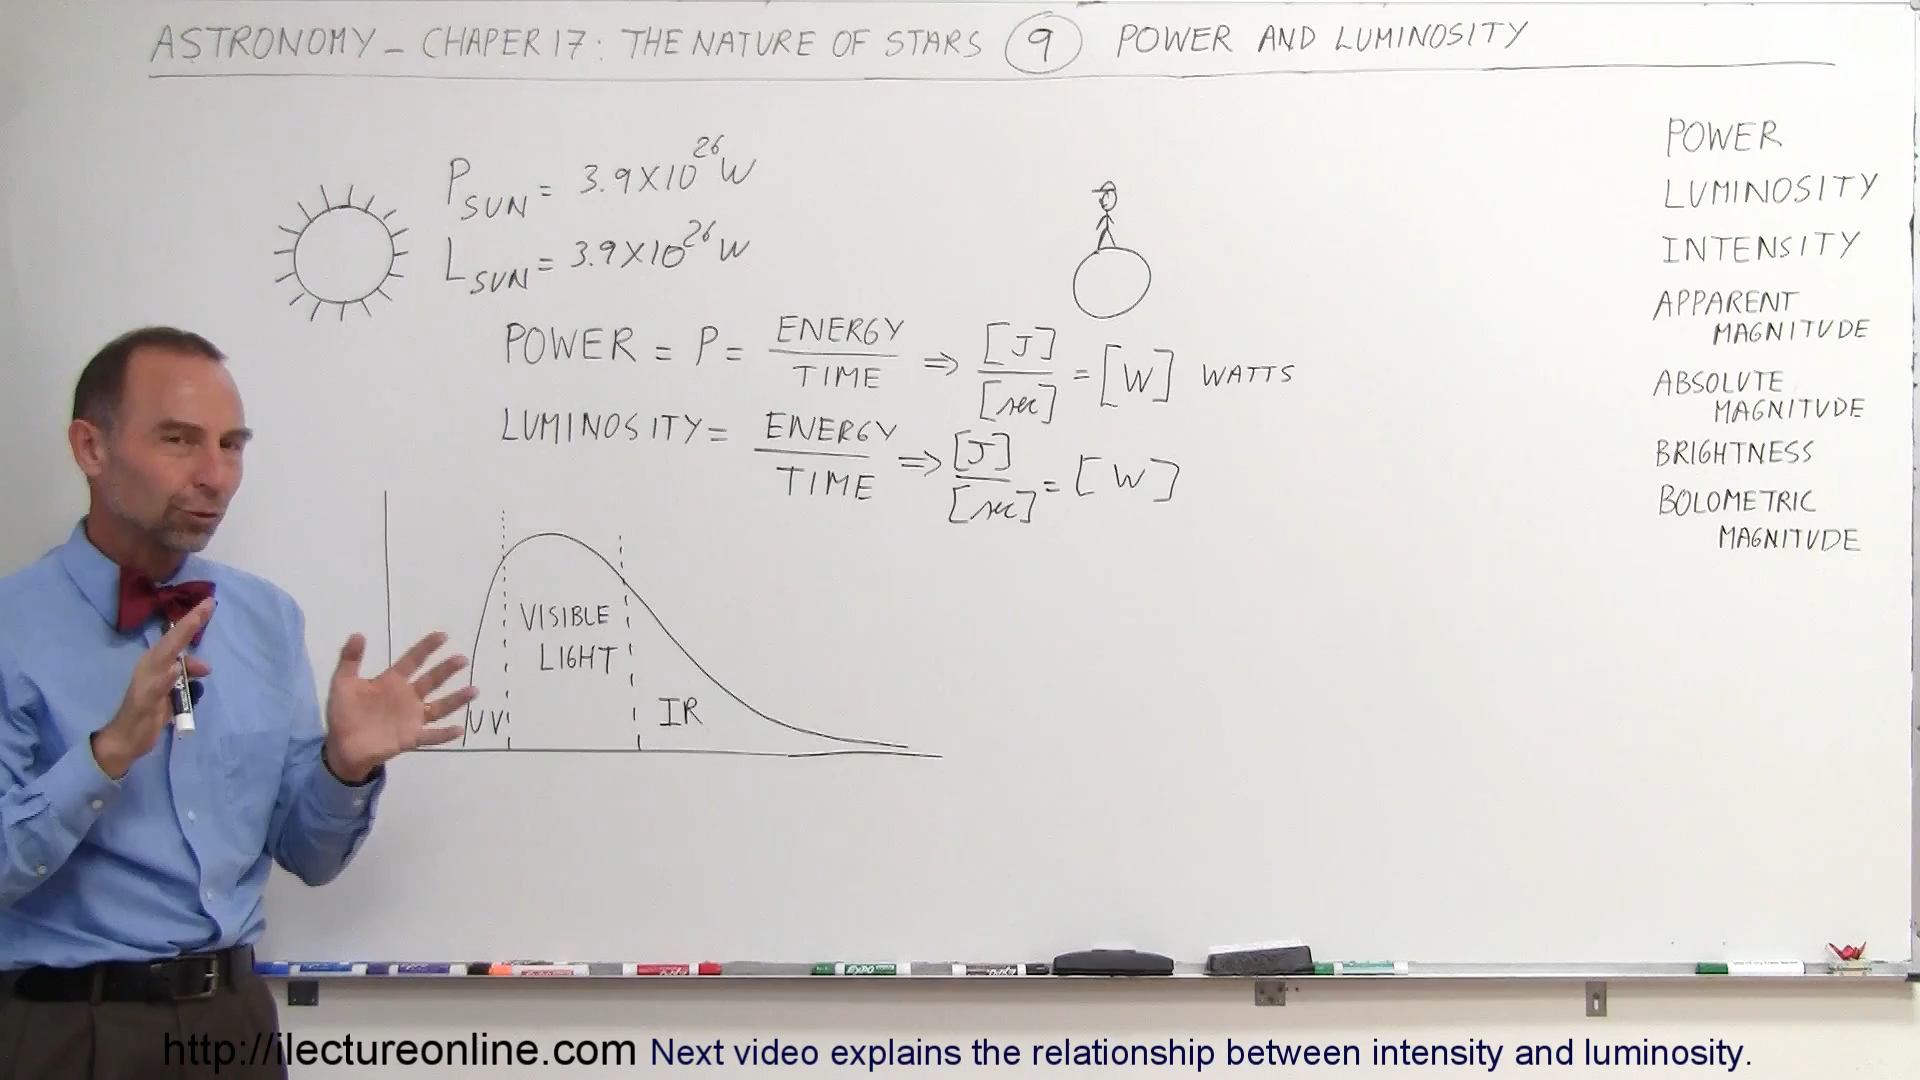 ASTRONOMY - CHAPER 17: THE NATURE OF STARS 9 POWER AND LUMINOSITY
P SUN = 3.9X10^26 W
L SUN = 3.9X10^26 W
POWER = P = ENERGY / TIME ⇒ [J] / [sec] = [W] WATTS
LUMINOSITY = ENERGY / TIME ⇒ [J] / [sec] = [W]
VISIBLE
LIGHT
UV
IR
POWER
LUMINOSITY
INTENSITY
APPARENT
MAGNITUDE
ABSOLUTE
MAGNITUDE
BRIGHTNESS
BOLOMETRIC
MAGNITUDE
EXPO
http://ilectureonline.com Next video explains the relationship between intensity and luminosity.